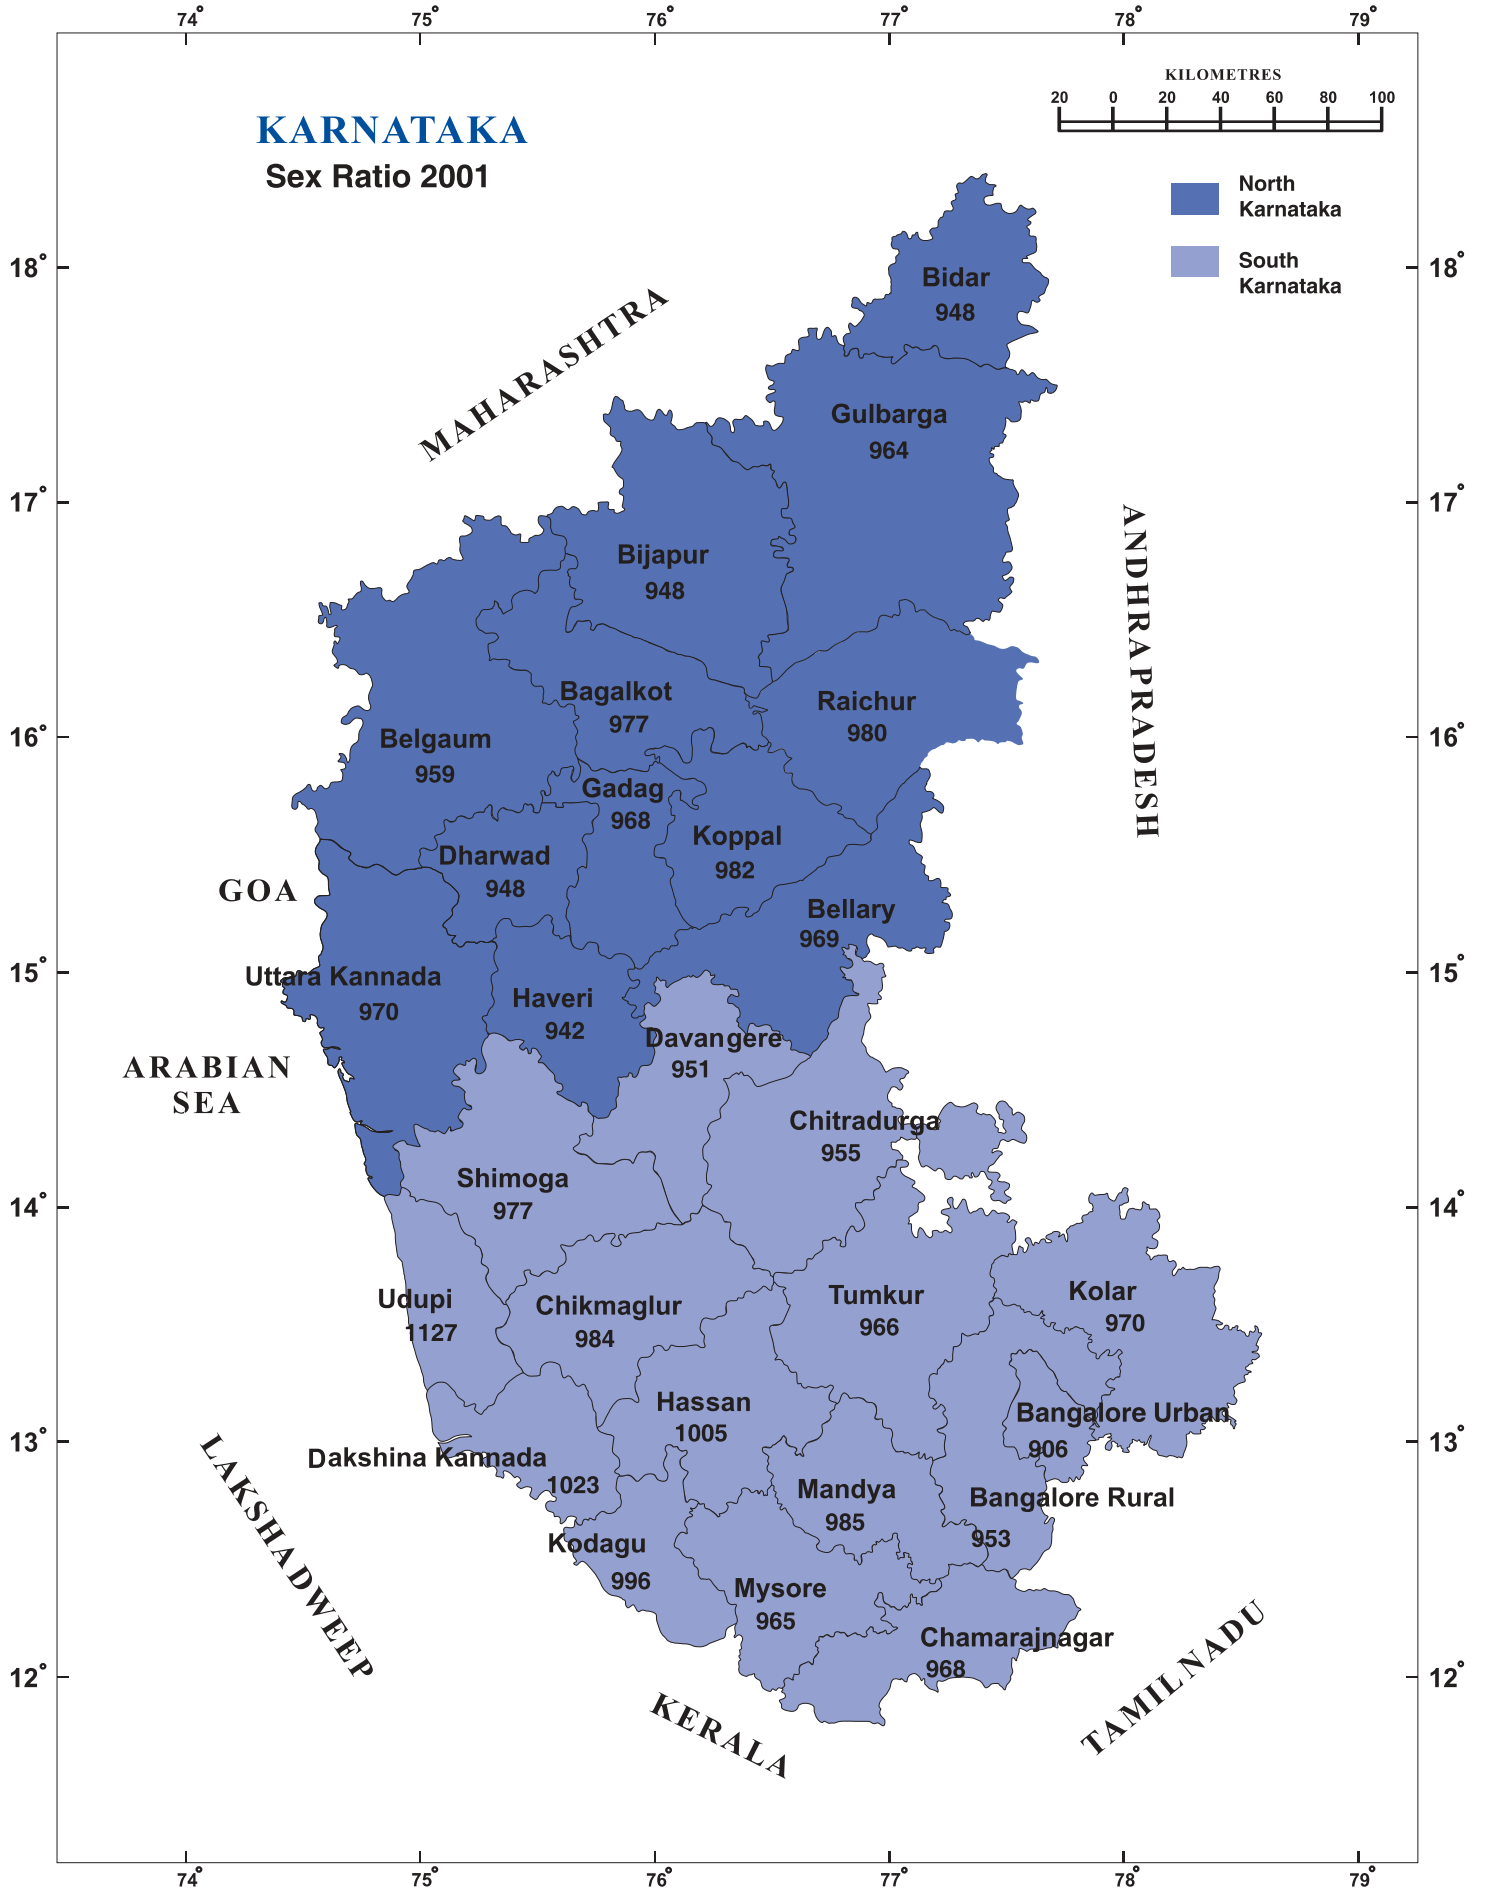 74° 75° 76° 77° 78° 79°
KILOMETRES
20 0 20 40 60 80 100
KARNATAKA
Sex Ratio 2001
North
Karnataka
South
Karnataka
18° 18°
Bidar
948
MAHARASHTRA
Gulbarga
964
17° 17°
ANDHRAPRADESH
Bijapur
948
Bagalkot
977
Raichur
980
16° 16°
Belgaum
959
Gadag
968
Koppal
982
Dharwad
948
GOA
Bellary
969
15° 15°
Uttara Kannada
970
Haveri
942
Davangere
951
ARABIAN
SEA
Chitradurga
955
Shimoga
977
14° 14°
Udupi
1127
Chikmaglur
984
Tumkur
966
Kolar
970
Hassan
1005
Bangalore Urban
906
13° 13°
Dakshina Kannada
1023
LAKSHADWEEP
Mandya
985
Bangalore Rural
953
Kodagu
996
Mysore
965
Chamarajnagar
968
12° 12°
TAMILNADU
KERALA
74° 75° 76° 77° 78° 79°